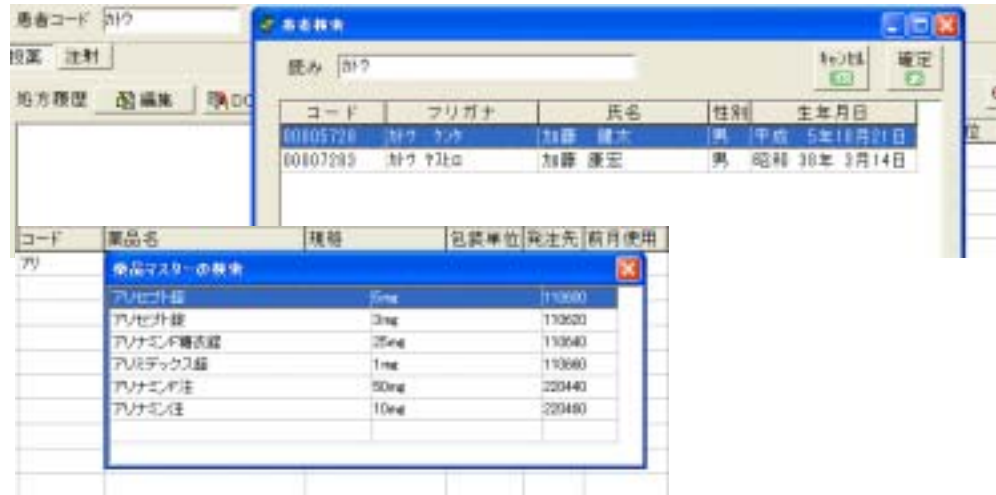 患者コード ｶﾄｳ
投薬 注射
処方履歴 編集
患者検索
読み ｶﾄｳ
ｷｬﾝｾﾙ 確定
コード フリガナ 氏名 性別 生年月日
00805728 ｶﾄｳ ｹﾝﾀ 加藤 健太 男 平成 5年10月21日
00807283 ｶﾄｳ ﾔｽﾋﾛ 加藤 康宏 男 昭和 38年 3月14日
位
コード 薬品名 規格 包装単位 発注先 前月使用
アリ
薬品マスターの検索
アリセプト錠 5mg 110600
アリセプト錠 3mg 110620
アリナミンF糖衣錠 25mg 110640
アリミデックス錠 1mg 110660
アリナミンF注 50mg 220440
アリナミン注 10mg 220460